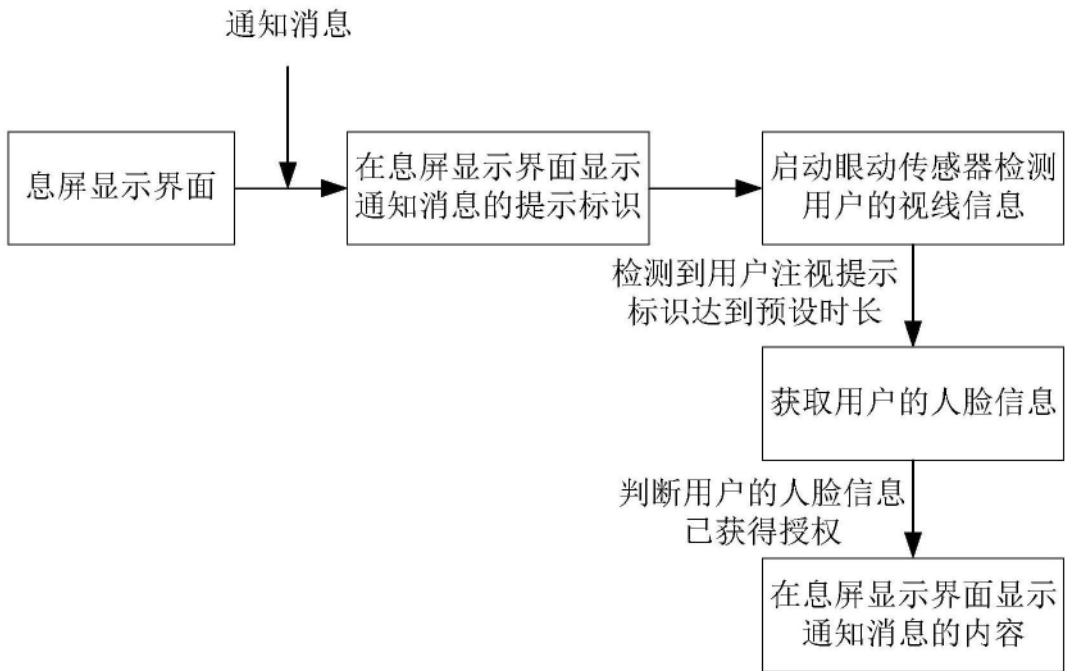 通知消息
息屏显示界面
在息屏显示界面显示
通知消息的提示标识
启动眼动传感器检测
用户的视线信息
检测到用户注视提示
标识达到预设时长
获取用户的人脸信息
判断用户的人脸信息
已获得授权
在息屏显示界面显示
通知消息的内容